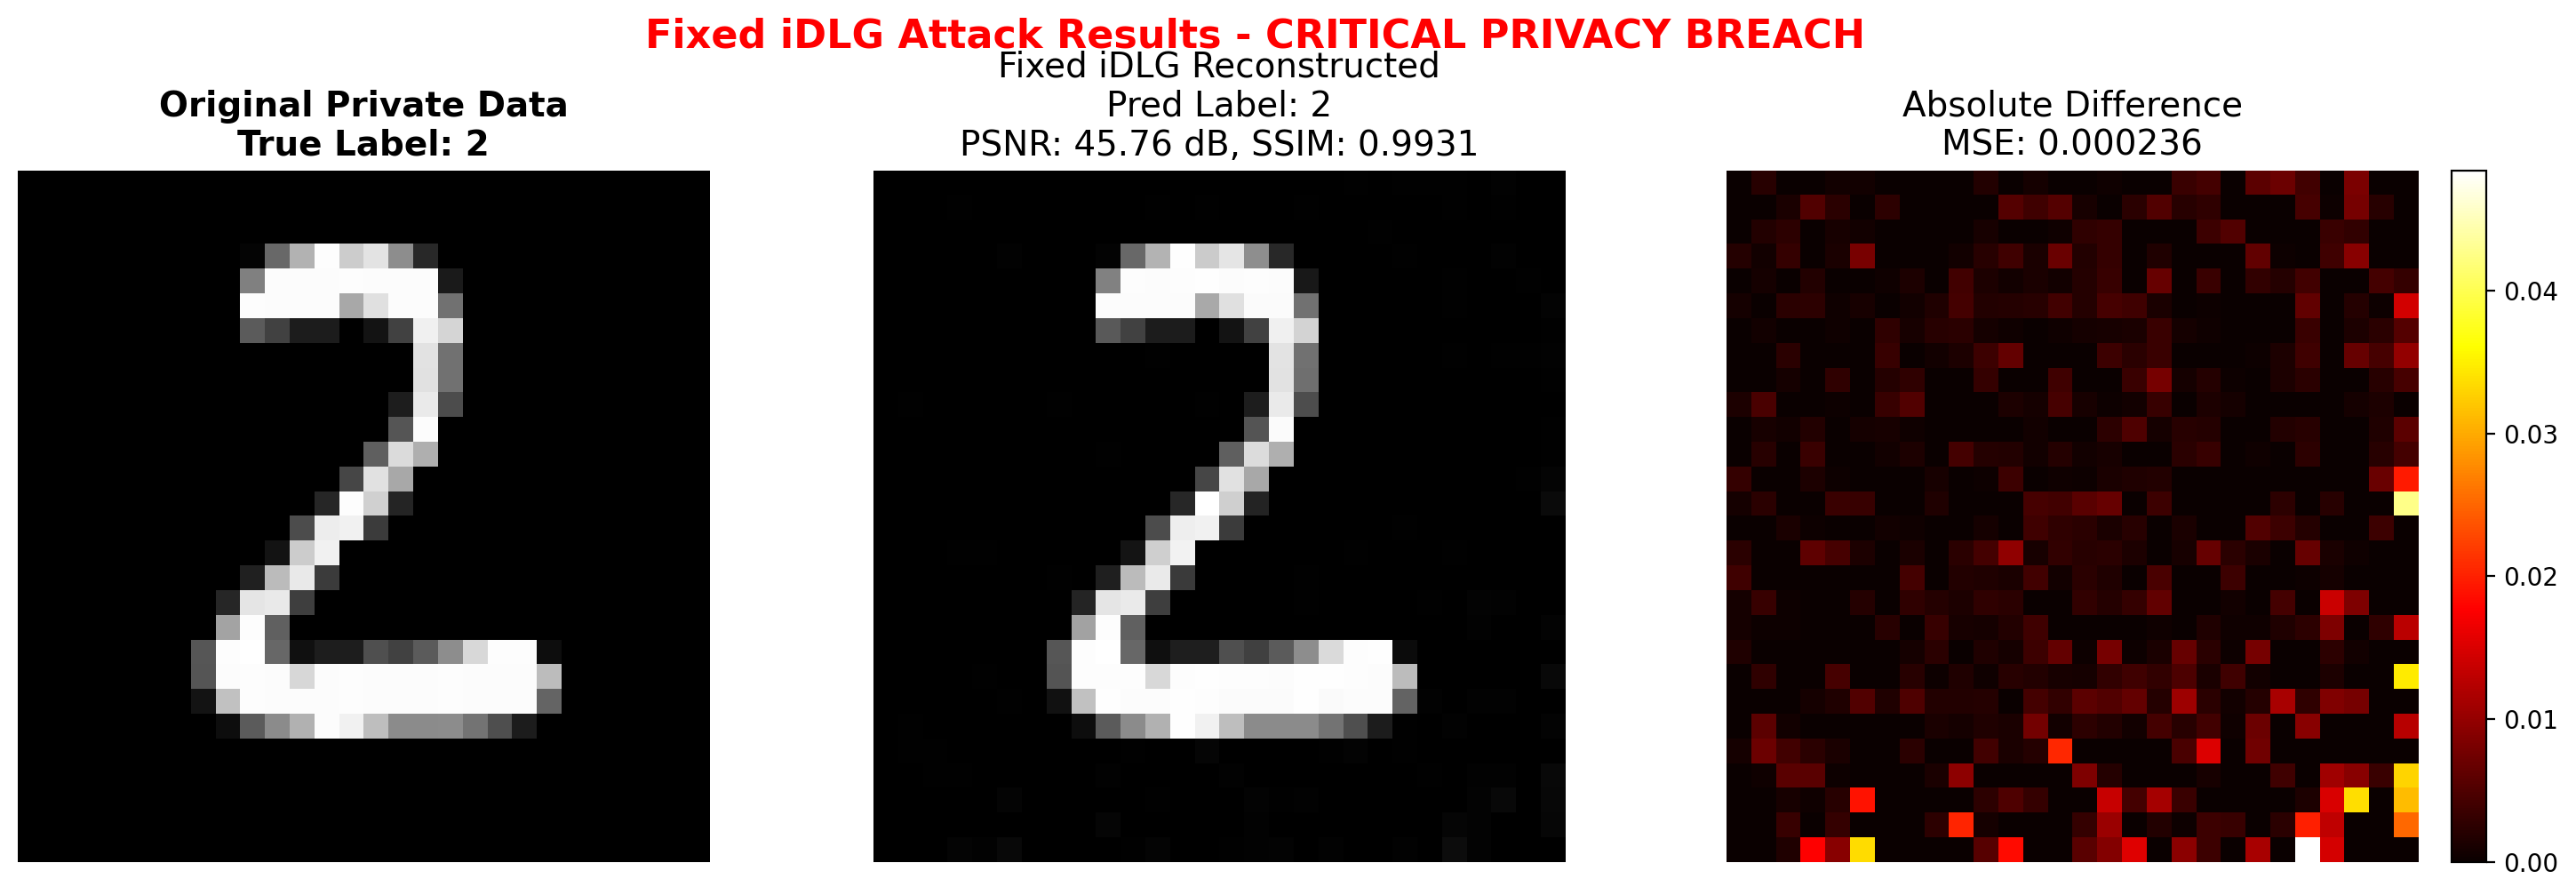 Fixed iDLG Attack Results - CRITICAL PRIVACY BREACH
Original Private Data
True Label: 2
Fixed iDLG Reconstructed
Pred Label: 2
PSNR: 45.76 dB, SSIM: 0.9931
Absolute Difference
MSE: 0.000236
2
2
0.04
0.03
0.02
0.01
0.00